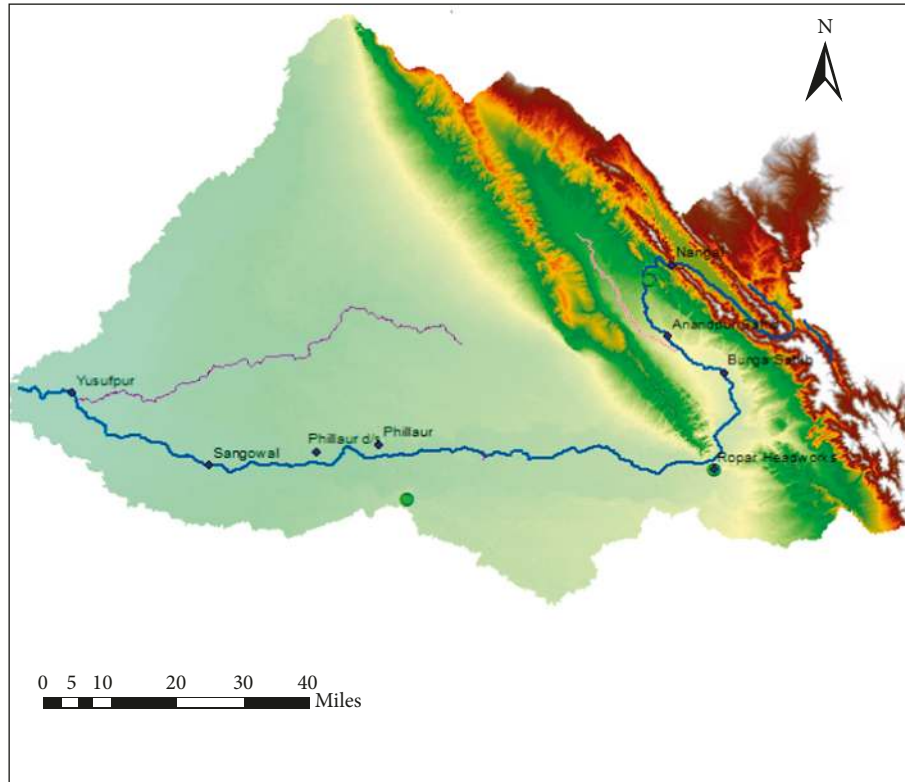 N
Nangal
Anandpur Sahib
Burga Sahib
Yusufpur
Phillaur d/s
Phillaur
Sangowal
Ropar Headworks
0 5 10 20 30 40
Miles